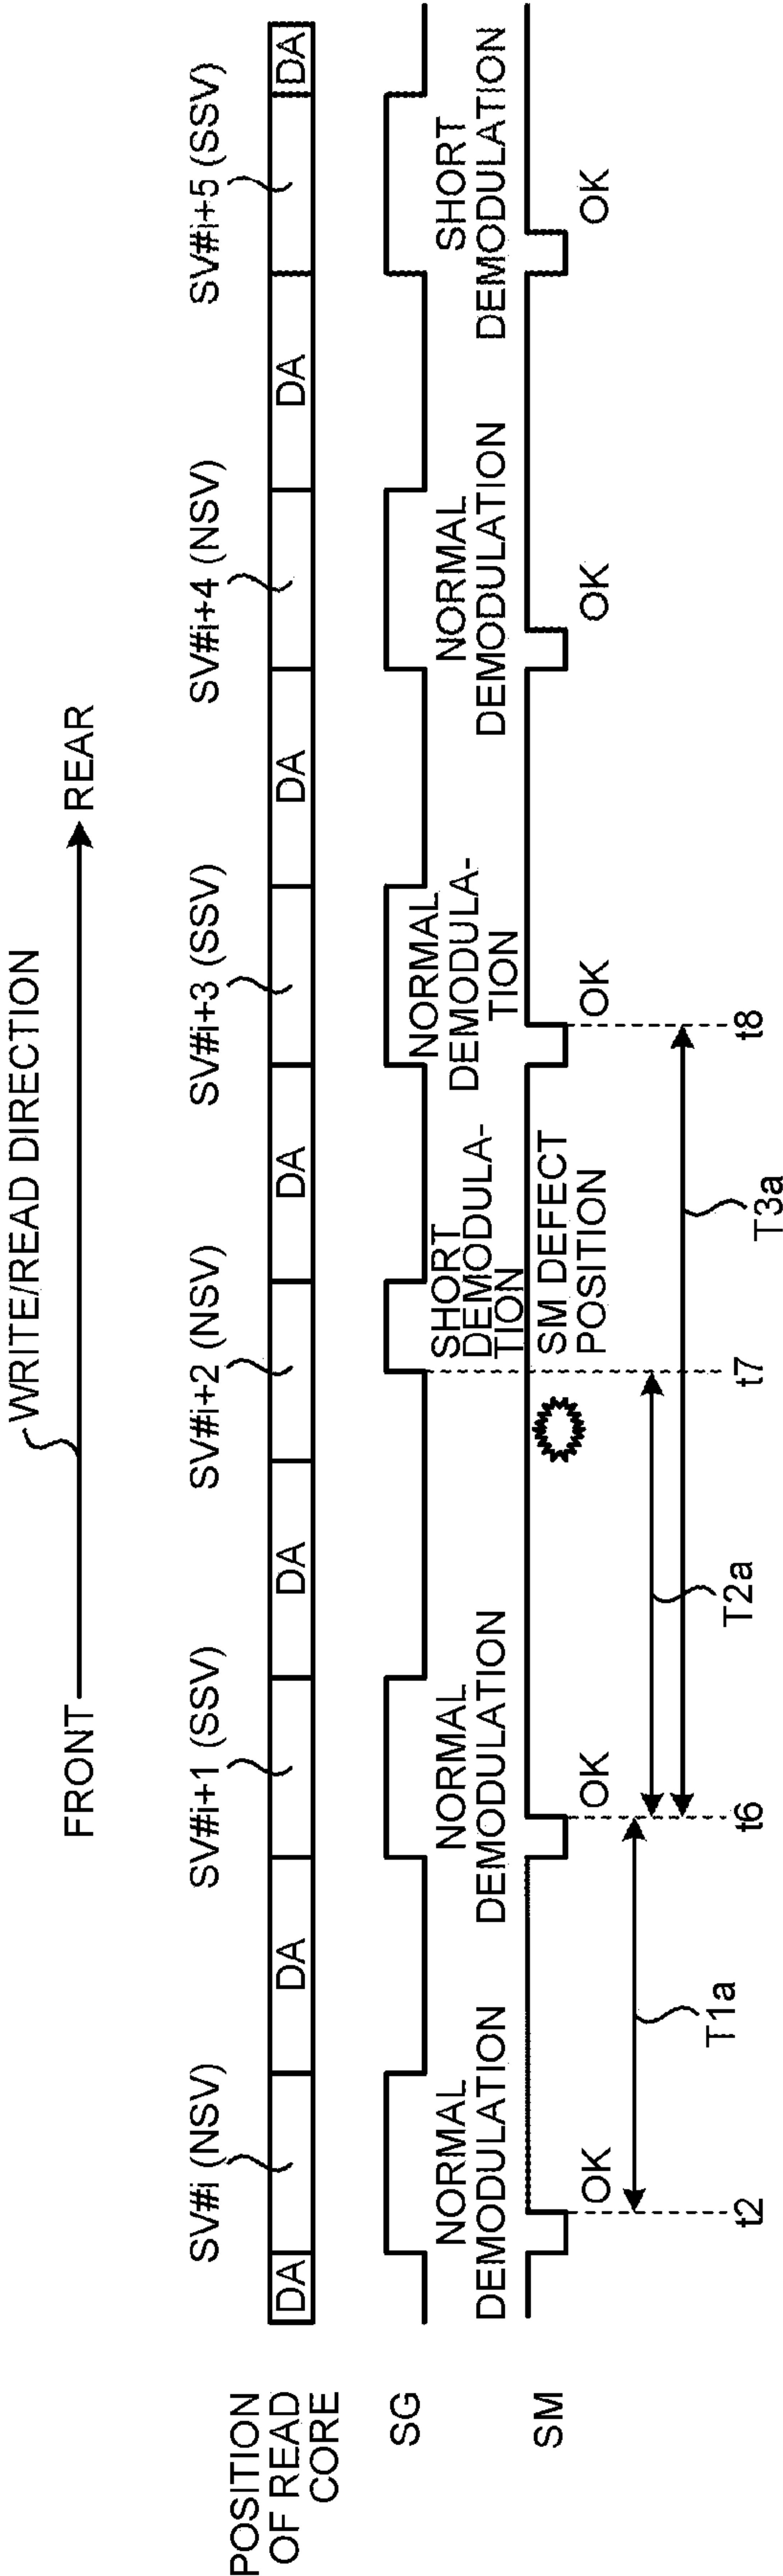 WRITE/READ DIRECTION
FRONT
REAR
SV#i (NSV)
SV#i+1 (SSV)
SV#i+2 (NSV)
SV#i+3 (SSV)
SV#i+4 (NSV)
SV#i+5 (SSV)
POSITION
OF READ
CORE
DA
DA
DA
DA
DA
DA
DA
SG
NORMAL
DEMODULATION
NORMAL
DEMODULATION
SHORT
DEMODULA-
TION
NORMAL
DEMODULA-
TION
NORMAL
DEMODULATION
SHORT
DEMODULATION
SM
OK
OK
SM DEFECT
POSITION
OK
OK
OK
T1a
T2a
T3a
t2
t6
t7
t8